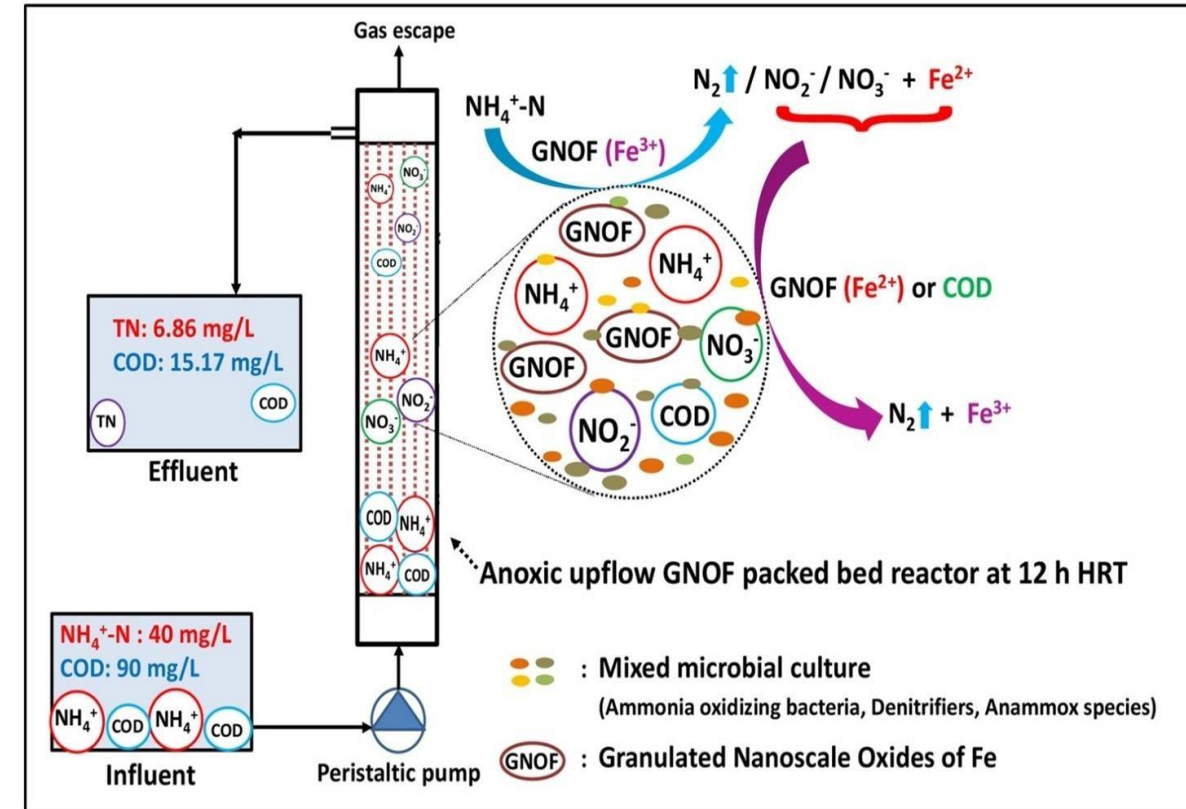 Gas escape
N₂⬆ / NO₂⁻ / NO₃⁻ + Fe²⁺
NH₄⁺-N
GNOF (Fe³⁺)
NH₄⁺
NO₃⁻
NO₂⁻
COD
GNOF
NH₄⁺
NH₄⁺
GNOF (Fe²⁺) or COD
GNOF
NO₃⁻
GNOF
NO₂⁻
COD
N₂⬆ + Fe³⁺
TN: 6.86 mg/L
COD: 15.17 mg/L
TN
COD
Effluent
NH₄⁺
NO₂⁻
NO₃⁻
COD
NH₄⁺
NH₄⁺
COD
Anoxic upflow GNOF packed bed reactor at 12 h HRT
NH₄⁺-N : 40 mg/L
COD: 90 mg/L
NH₄⁺
COD
NH₄⁺
COD
Influent
Peristaltic pump
: Mixed microbial culture
(Ammonia oxidizing bacteria, Denitrifiers, Anammox species)
GNOF : Granulated Nanoscale Oxides of Fe